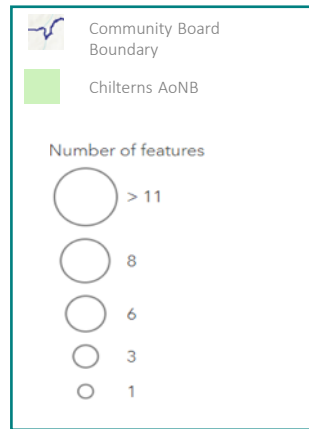 Community Board
Boundary
Chilterns AoNB
Number of features
> 11
8
6
3
1